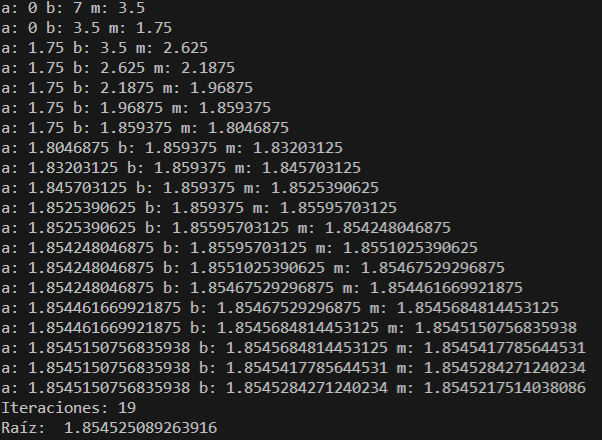 a: 0 b: 7 m: 3.5
a: 0 b: 3.5 m: 1.75
a: 1.75 b: 3.5 m: 2.625
a: 1.75 b: 2.625 m: 2.1875
a: 1.75 b: 2.1875 m: 1.96875
a: 1.75 b: 1.96875 m: 1.859375
a: 1.75 b: 1.859375 m: 1.8046875
a: 1.8046875 b: 1.859375 m: 1.83203125
a: 1.83203125 b: 1.859375 m: 1.845703125
a: 1.845703125 b: 1.859375 m: 1.8525390625
a: 1.8525390625 b: 1.859375 m: 1.85595703125
a: 1.8525390625 b: 1.85595703125 m: 1.854248046875
a: 1.854248046875 b: 1.85595703125 m: 1.8551025390625
a: 1.854248046875 b: 1.8551025390625 m: 1.85467529296875
a: 1.854248046875 b: 1.85467529296875 m: 1.854461669921875
a: 1.854461669921875 b: 1.85467529296875 m: 1.8545684814453125
a: 1.854461669921875 b: 1.8545684814453125 m: 1.8545150756835938
a: 1.8545150756835938 b: 1.8545684814453125 m: 1.8545417785644531
a: 1.8545150756835938 b: 1.8545417785644531 m: 1.8545284271240234
a: 1.8545150756835938 b: 1.8545284271240234 m: 1.8545217514038086
Iteraciones: 19
Raíz:  1.854525089263916